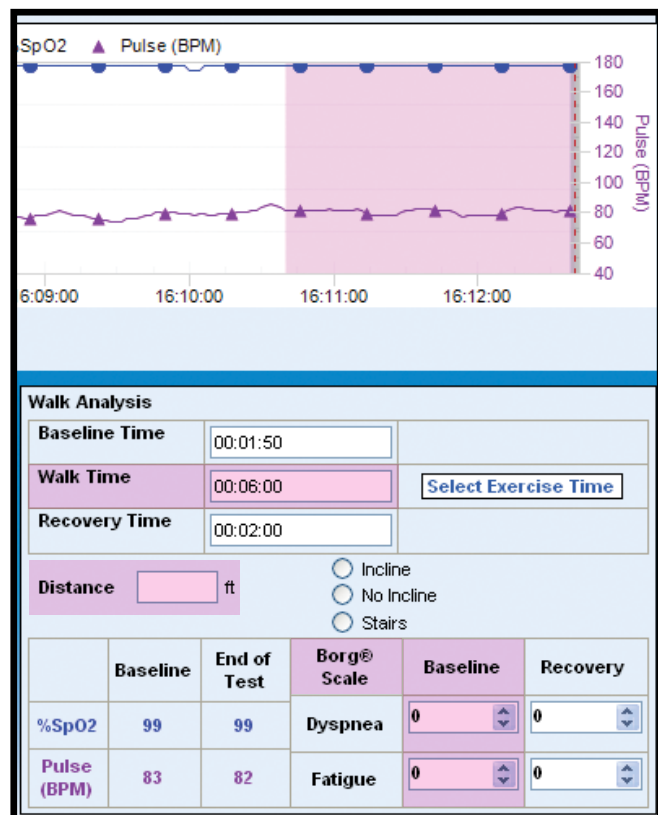 %SpO2 ▲ Pulse (BPM)
180
160
140
120
100
80
60
40
Pulse (BPM)
6:09:00 16:10:00 16:11:00 16:12:00
Walk Analysis
Baseline Time 00:01:50
Walk Time 00:06:00 Select Exercise Time
Recovery Time 00:02:00
Distance ft
Incline
No Incline
Stairs
Baseline End of Test Borg® Scale Baseline Recovery
%SpO2 99 99 Dyspnea 0 0
Pulse (BPM) 83 82 Fatigue 0 0